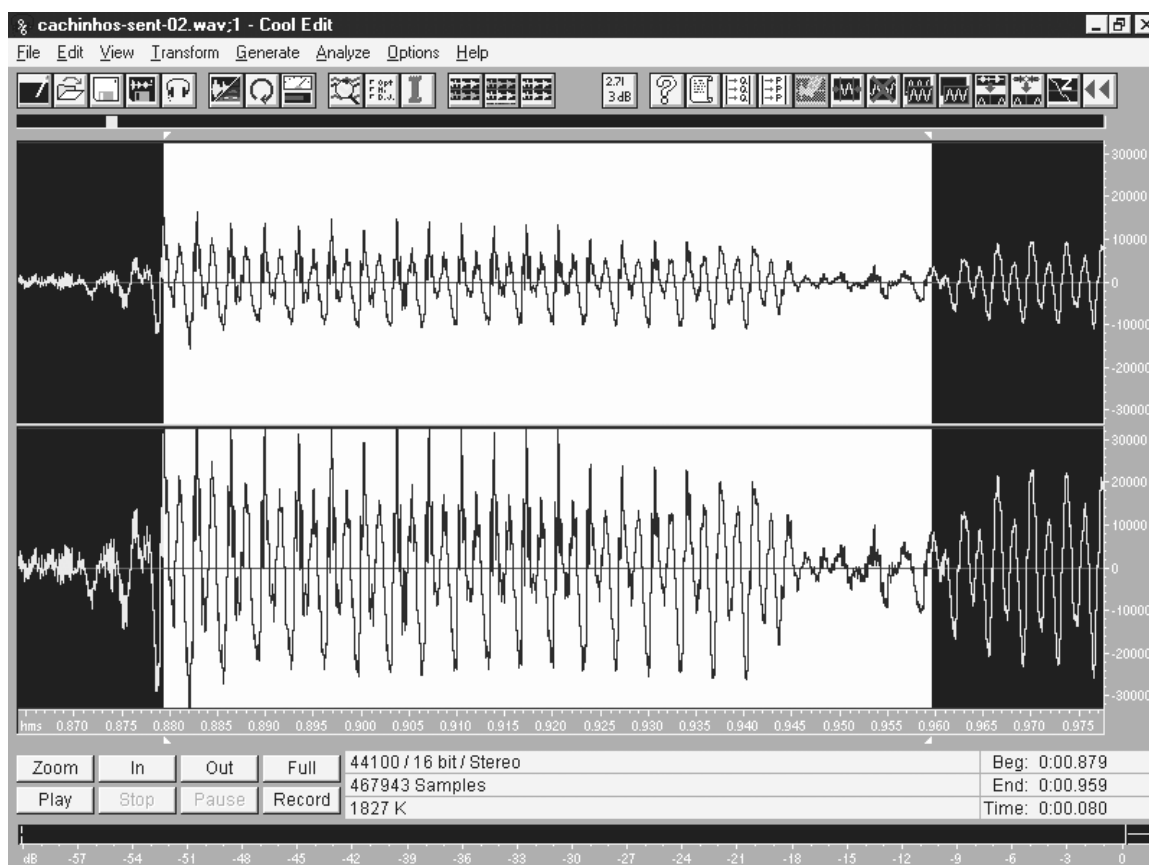 cachinhos-sent-02.wav;1 - Cool Edit
File Edit View Transform Generate Analyze Options Help
2.71
3 dB
30000
20000
10000
0
-10000
-20000
-30000
30000
20000
10000
0
-10000
-20000
-30000
hms 0.870 0.875 0.880 0.885 0.890 0.895 0.900 0.905 0.910 0.915 0.920 0.925 0.930 0.935 0.940 0.945 0.950 0.955 0.960 0.965 0.970 0.975
Zoom In Out Full 44100 / 16 bit / Stereo Beg: 0:00.879
467943 Samples End: 0:00.959
Play Stop Pause Record 1827 K Time: 0:00.080
dB -57 -54 -51 -48 -45 -42 -39 -36 -33 -30 -27 -24 -21 -18 -15 -12 -9 -6 -3 0